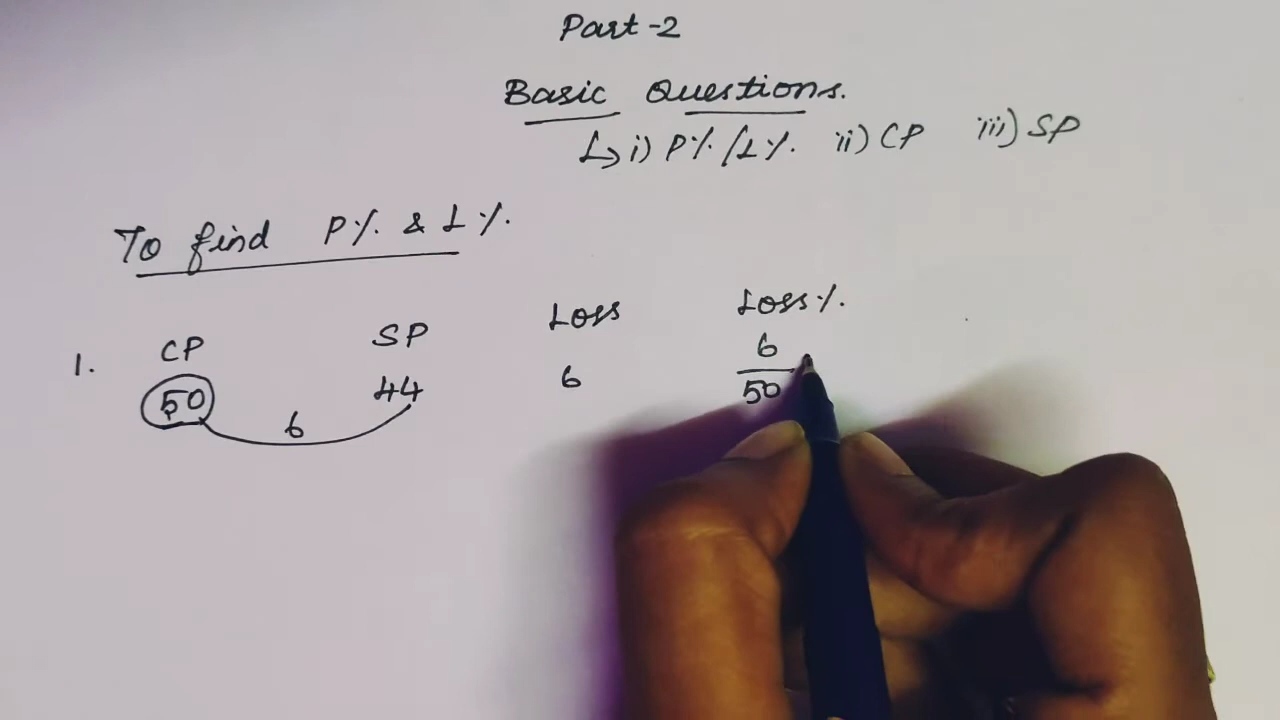 Part-2
Basic Questions.
↳ i) P% / L% ii) CP iii) SP
To find P% & L%.
CP SP Loss Loss%.
1. 50 44 6 6/50
6